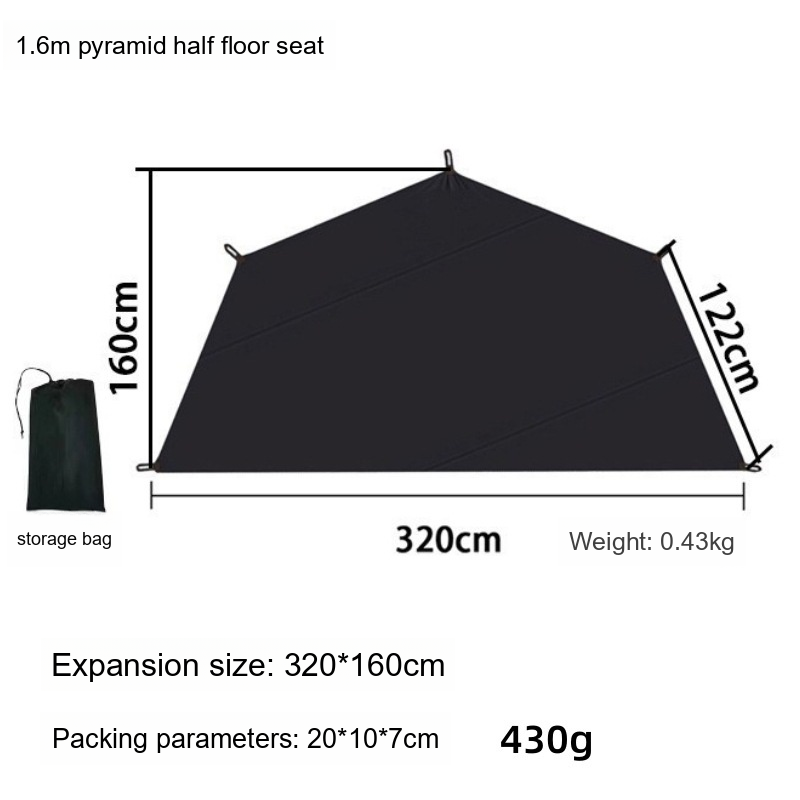 1.6m pyramid half floor seat
160cm
122cm
storage bag
320cm
Weight: 0.43kg
Expansion size: 320*160cm
Packing parameters: 20*10*7cm
430g